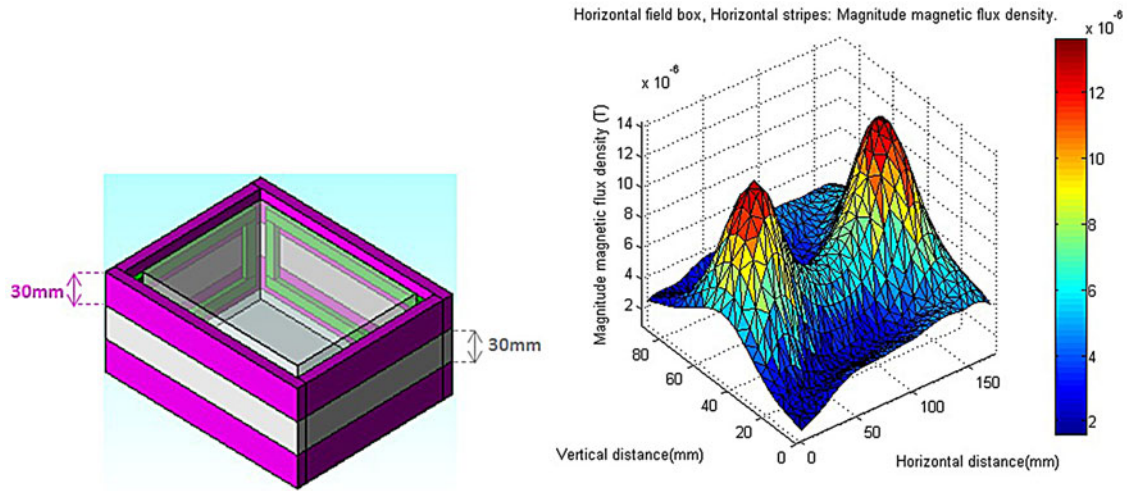 30mm
30mm
Horizontal field box, Horizontal stripes: Magnitude magnetic flux density.
x 10⁻⁶
Magnitude magnetic flux density (T)
14
12
10
8
6
4
2
80
60
40
20
0
Vertical distance(mm)
0
50
100
150
Horizontal distance(mm)
x 10⁻⁶
12
10
8
6
4
2